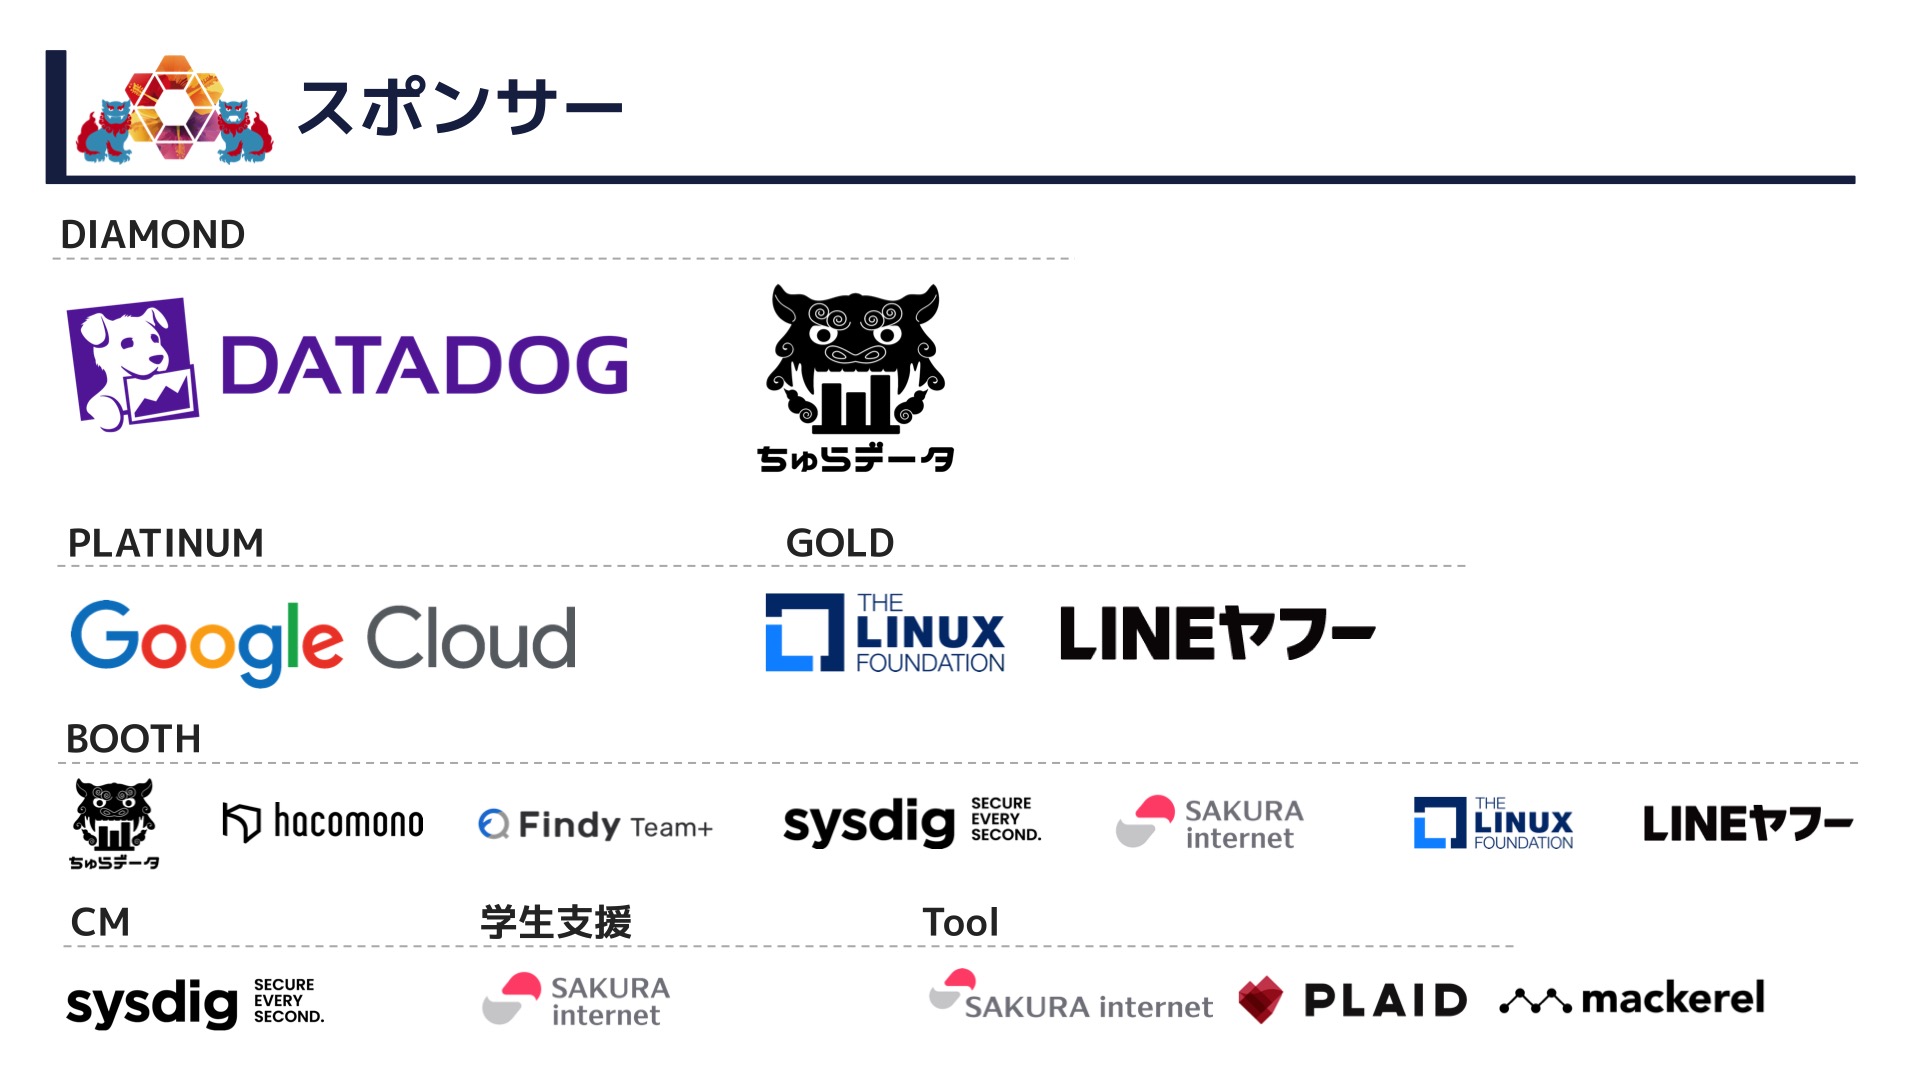 スポンサー
DIAMOND
DATADOG
ちゅらデータ
PLATINUM
GOLD
Google Cloud
THE
LINUX
FOUNDATION
LINEヤフー
BOOTH
ちゅらデータ
hacomono
Findy Team+
sysdig
SECURE
EVERY
SECOND.
SAKURA
internet
THE
LINUX
FOUNDATION
LINEヤフー
CM
学生支援
Tool
sysdig
SECURE
EVERY
SECOND.
SAKURA
internet
SAKURA internet
PLAID
mackerel